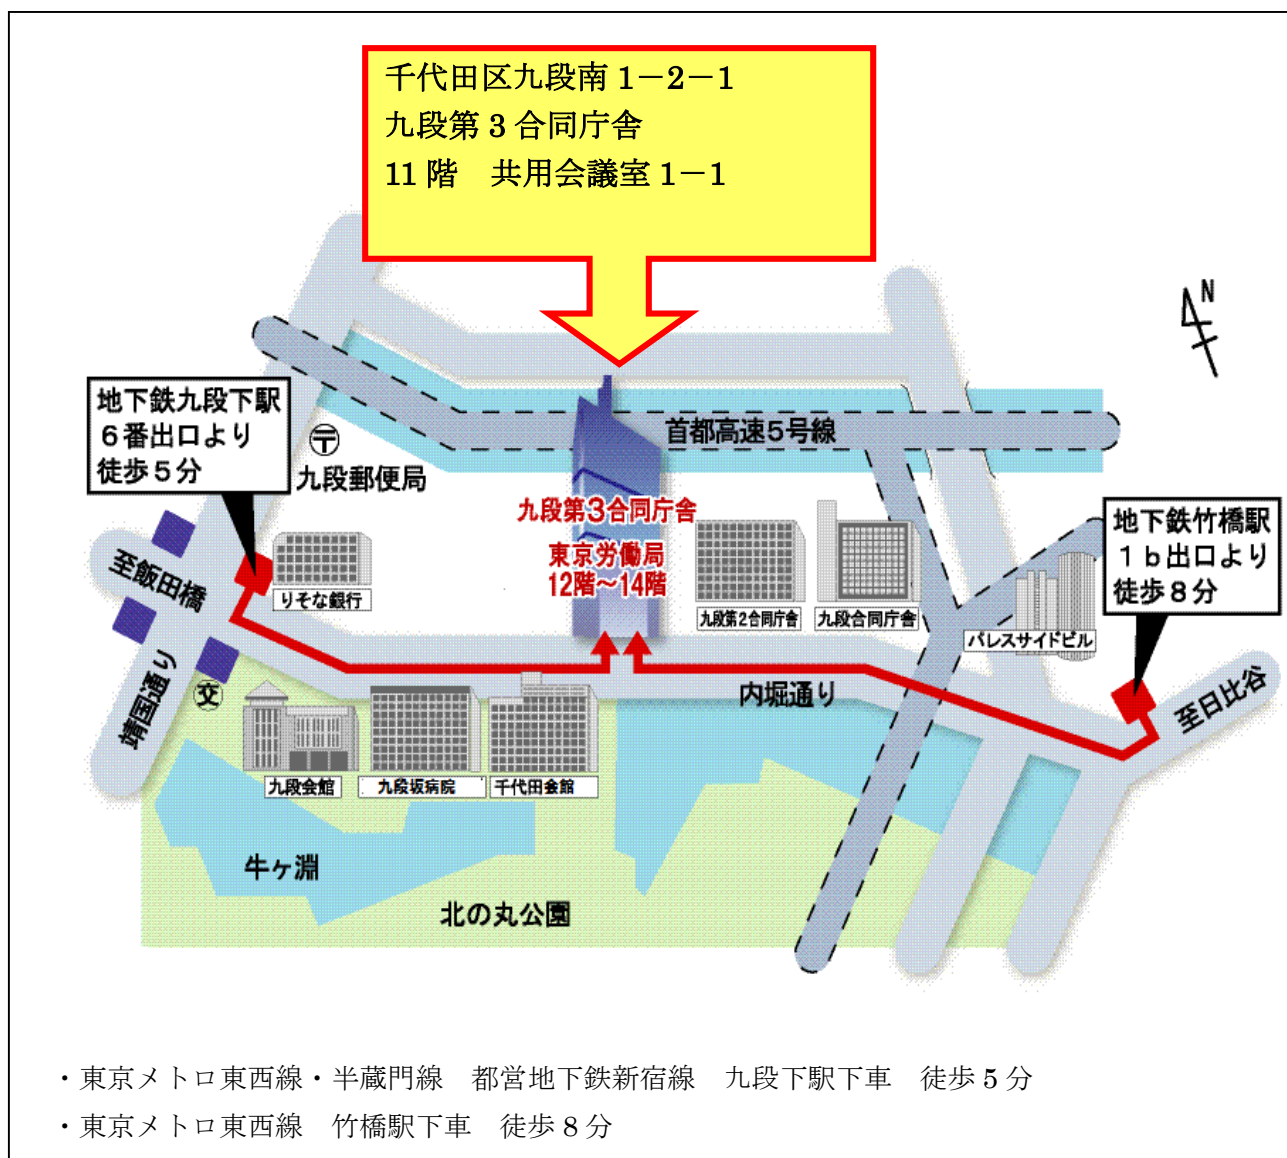 千代田区九段南 1－2－1
九段第 3 合同庁舎
11 階　共用会議室 1－1
N
地下鉄九段下駅
６番出口より
徒歩５分
〒
九段郵便局
首都高速5号線
九段第3合同庁舎
東京労働局
12階～14階
地下鉄竹橋駅
１ｂ出口より
徒歩８分
至飯田橋
りそな銀行
九段第2合同庁舎
九段合同庁舎
パレスサイドビル
靖国通り
交
内堀通り
至日比谷
九段会館
九段坂病院
千代田会館
牛ヶ淵
北の丸公園
・東京メトロ東西線・半蔵門線　都営地下鉄新宿線　九段下駅下車　徒歩 5 分
・東京メトロ東西線　竹橋駅下車　徒歩 8 分